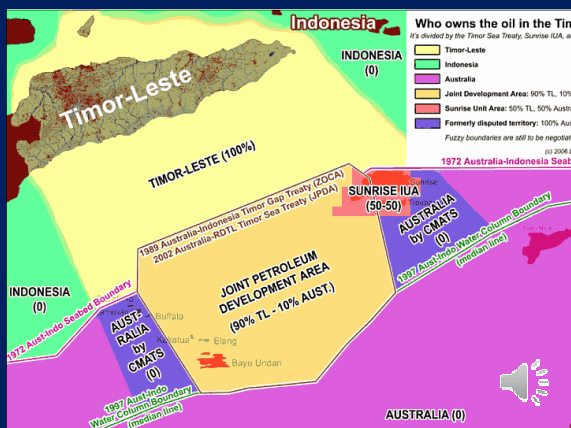 Indonesia
Who owns the oil in the Tim
It's divided by the Timor Sea Treaty, Sunrise IUA, a
Timor-Leste
Indonesia
Australia
Joint Development Area: 90% TL, 10%
Sunrise Unit Area: 50% TL, 50% Austr
Formerly disputed territory: 100% Aus
Fuzzy boundaries are still to be negotia
(c) 2006 L
1972 Australia-Indonesia Seab
INDONESIA
(0)
Timor-Leste
TIMOR-LESTE (100%)
1989 Australia-Indonesia Timor Gap Treaty (ZOCA)
2002 Australia-RDTL Timor Sea Treaty (JPDA)
Sunrise
SUNRISE IUA
(50-50)
AUSTRALIA
by CMATS
(0)
1997 Aust-Indo Water Column Boundary
(median line)
JOINT PETROLEUM
DEVELOPMENT AREA
(90% TL - 10% AUST.)
INDONESIA
(0)
1972 Aust-Indo Seabed Boundary
Buffalo
AUST-
RALIA
by
CMATS
(0)
Kakatua
Elang
Bayu Undan
1997 Aust-Indo
Water Column Boundary
(median line)
AUSTRALIA (0)